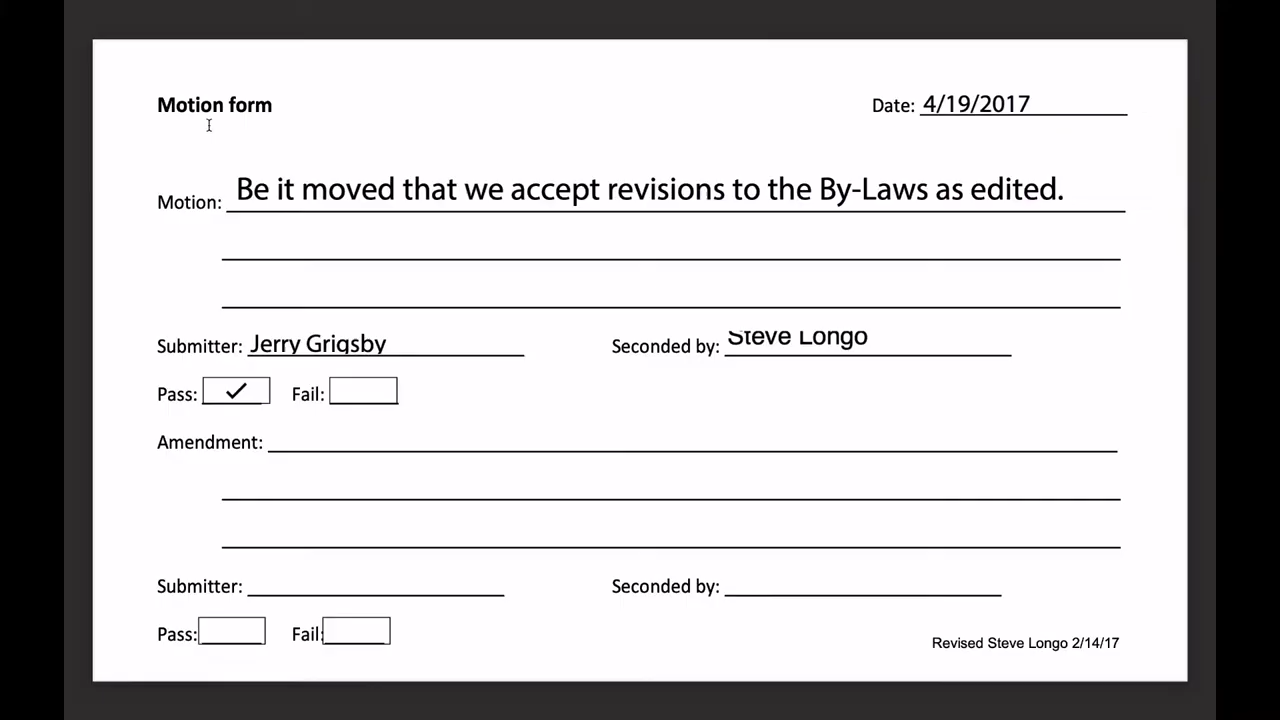 Motion form
Date: 4/19/2017
Motion: Be it moved that we accept revisions to the By-Laws as edited.
Submitter: Jerry Grigsby Seconded by: Steve Longo
Pass: ✓ Fail:
Amendment:
Submitter: Seconded by:
Pass: Fail:
Revised Steve Longo 2/14/17